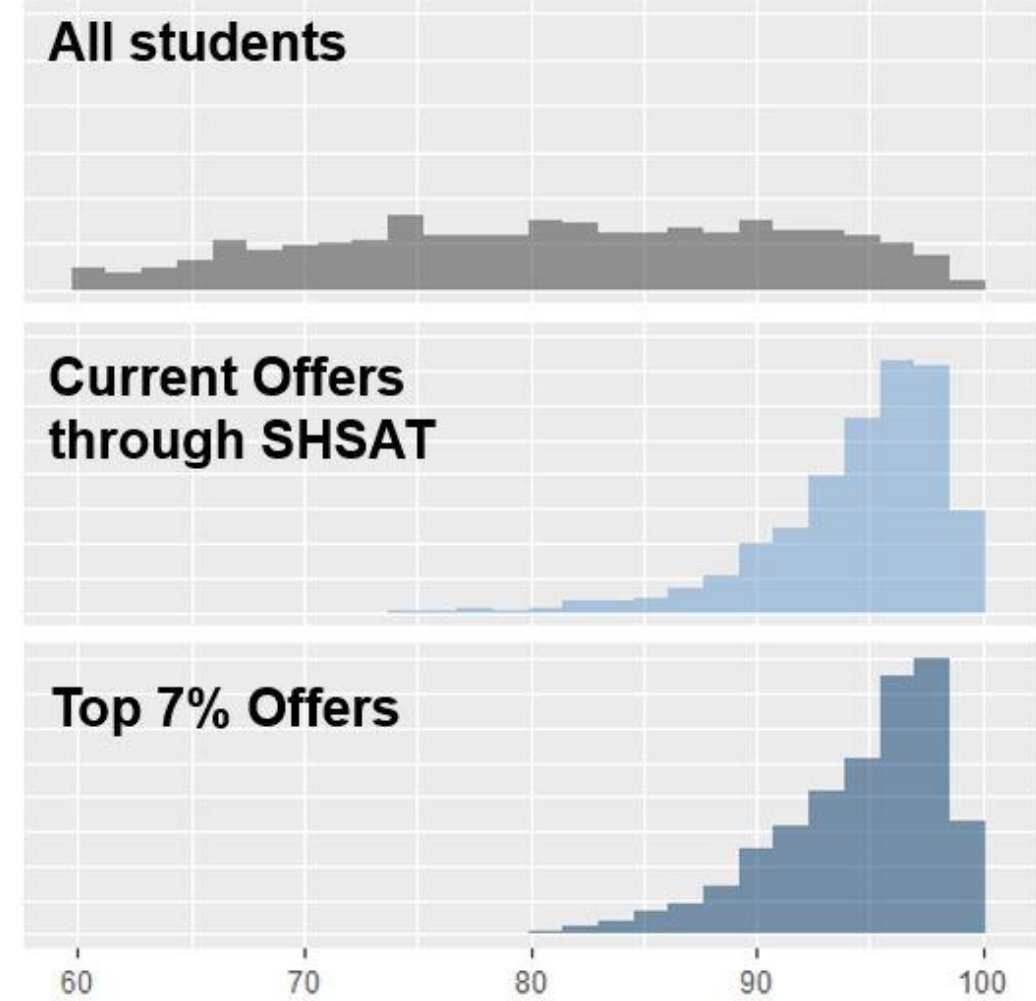 All students
Current Offers
through SHSAT
Top 7% Offers
60 70 80 90 100